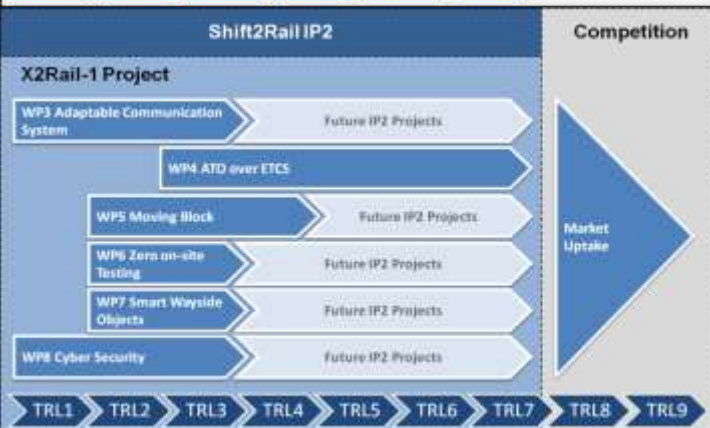 Shift2Rail IP2
Competition
X2Rail-1 Project
WP3 Adaptable Communication
System
Future IP2 Projects
WP4 ATO over ETCS
WP5 Moving Block
Future IP2 Projects
WP6 Zero on-site
Testing
Future IP2 Projects
WP7 Smart Wayside
Objects
Future IP2 Projects
WP8 Cyber Security
Future IP2 Projects
Market
Uptake
TRL1 TRL2 TRL3 TRL4 TRL5 TRL6 TRL7 TRL8 TRL9